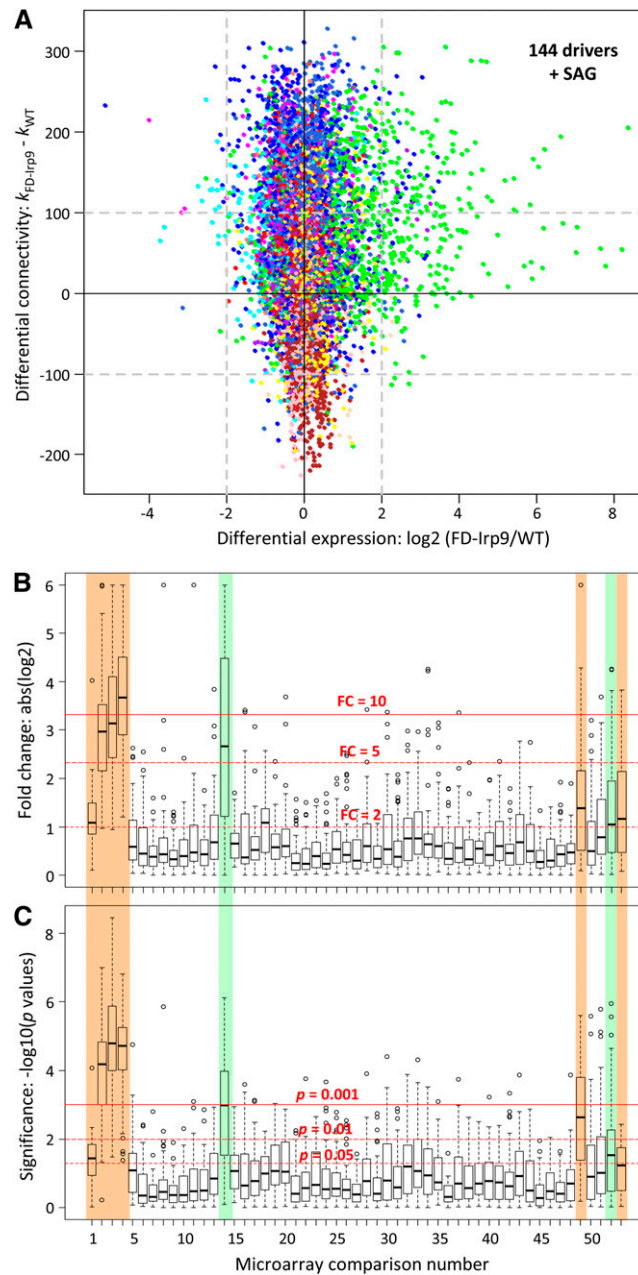 A
144 drivers
+ SAG
Differential connectivity: kFD-Irp9 - kWT
300
200
100
0
-100
-200
-4 -2 0 2 4 6 8
Differential expression: log2 (FD-Irp9/WT)
B
Fold change: abs(log2)
6
5
4
3
2
1
0
FC = 10
FC = 5
FC = 2
C
Significance: -log10(p values)
8
6
4
2
0
p = 0.001
p = 0.01
p = 0.05
1 5 10 15 20 25 30 35 40 45 50
Microarray comparison number